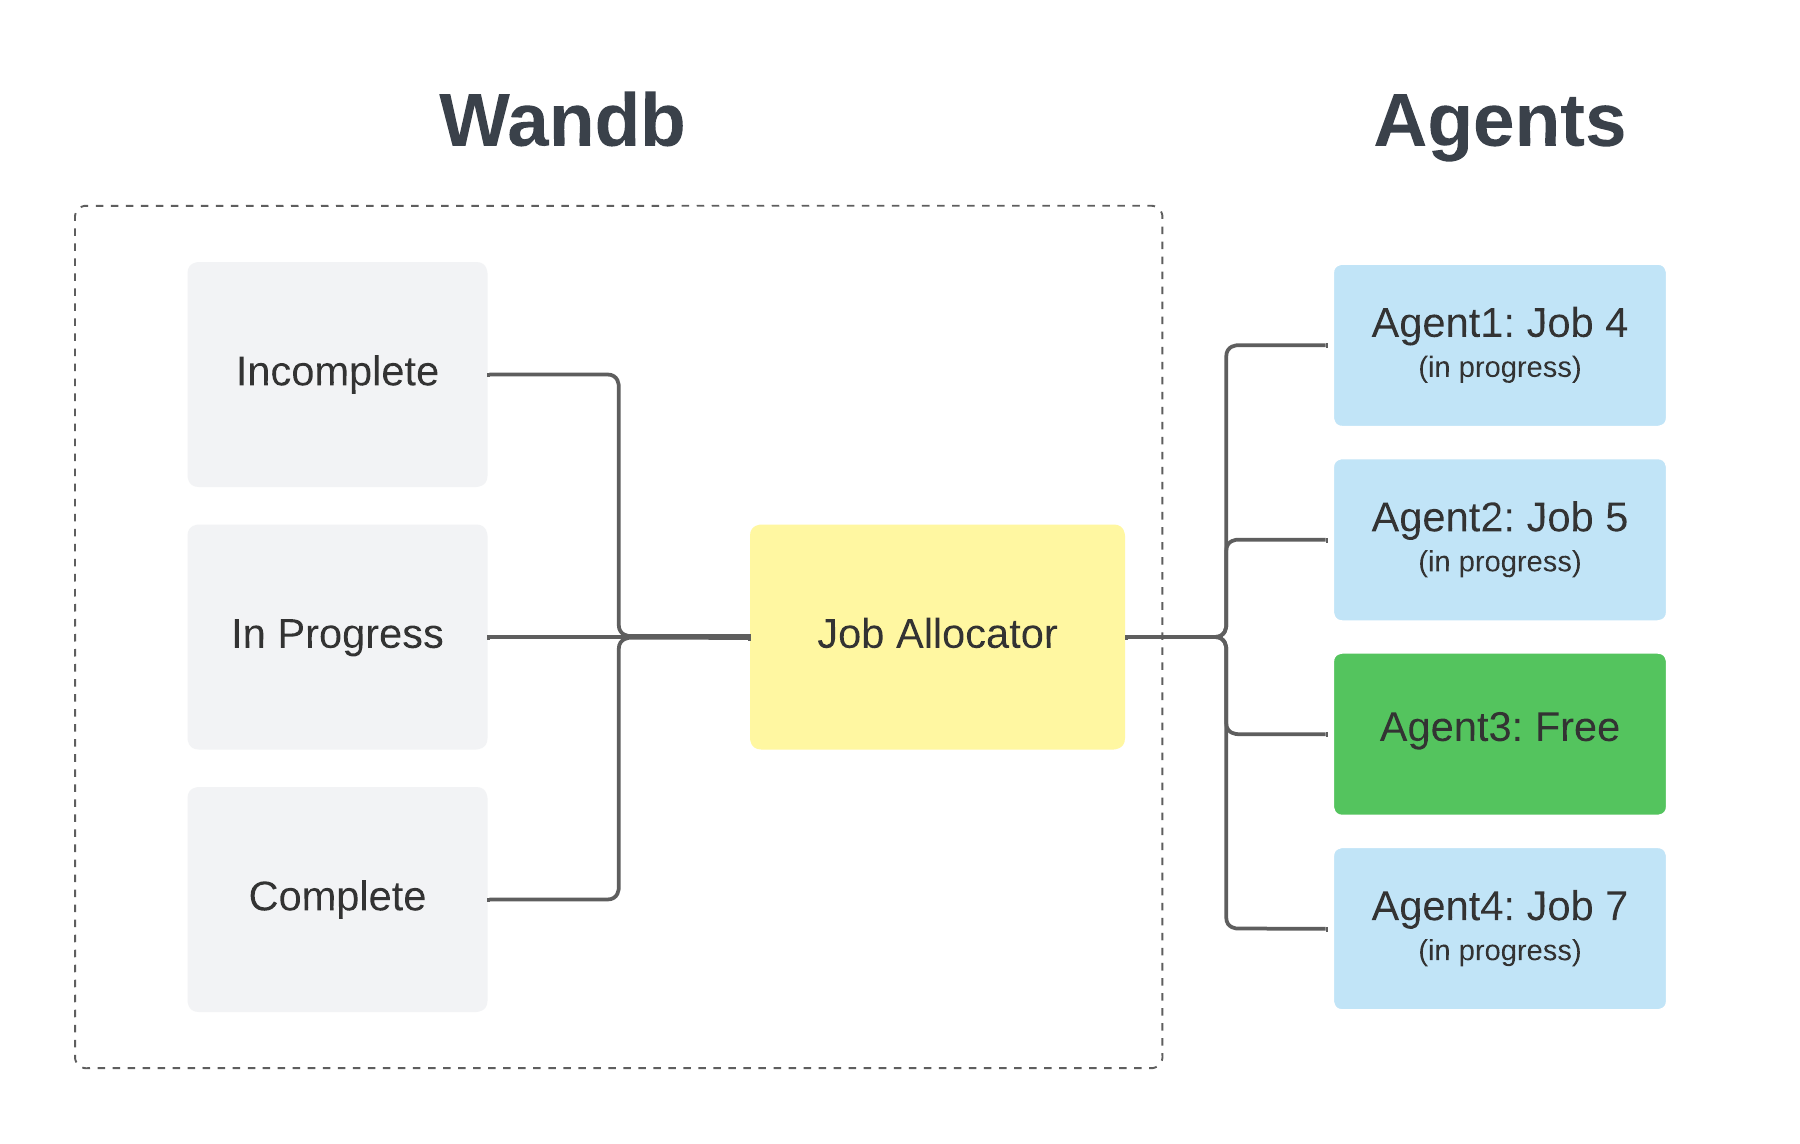 Wandb
Agents
Incomplete
In Progress
Complete
Job Allocator
Agent1: Job 4
(in progress)
Agent2: Job 5
(in progress)
Agent3: Free
Agent4: Job 7
(in progress)